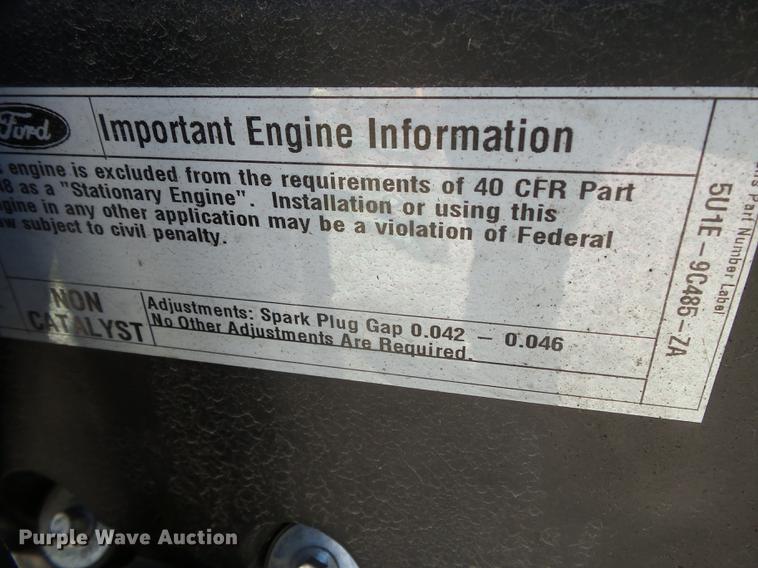 Ford
Important Engine Information
engine is excluded from the requirements of 40 CFR Part
as a "Stationary Engine". Installation or using this
in any other application may be a violation of Federal
subject to civil penalty.
NON
CATALYST
Adjustments: Spark Plug Gap 0.042 – 0.046
No Other Adjustments Are Required.
Part Number Label
5U1E-9C485-ZA
Purple Wave Auction